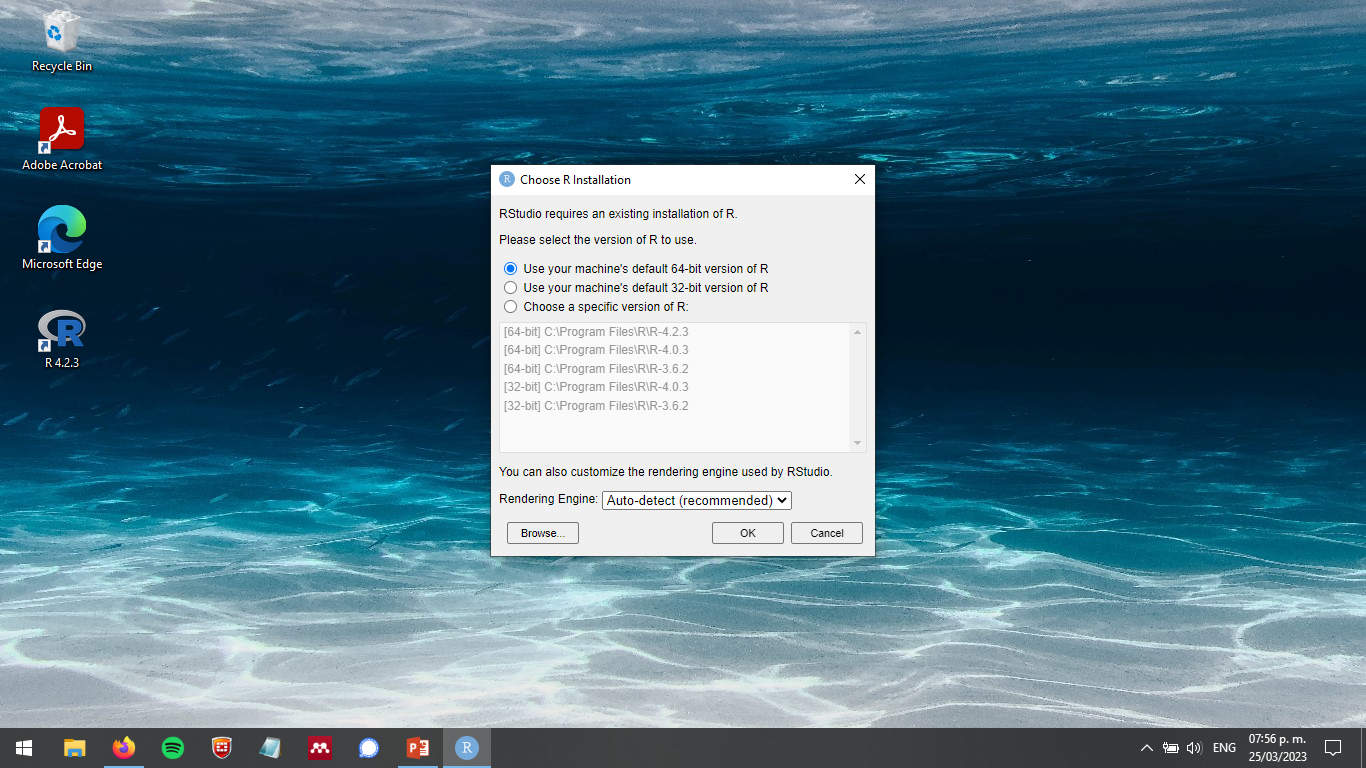 Recycle Bin
Adobe Acrobat
Microsoft Edge
R 4.2.3
Choose R Installation
RStudio requires an existing installation of R.
Please select the version of R to use.
Use your machine's default 64-bit version of R
Use your machine's default 32-bit version of R
Choose a specific version of R:
[64-bit] C:\Program Files\R\R-4.2.3
[64-bit] C:\Program Files\R\R-4.0.3
[64-bit] C:\Program Files\R\R-3.6.2
[32-bit] C:\Program Files\R\R-4.0.3
[32-bit] C:\Program Files\R\R-3.6.2
You can also customize the rendering engine used by RStudio.
Rendering Engine: Auto-detect (recommended)
Browse... OK Cancel
ENG
07:56 p. m.
25/03/2023